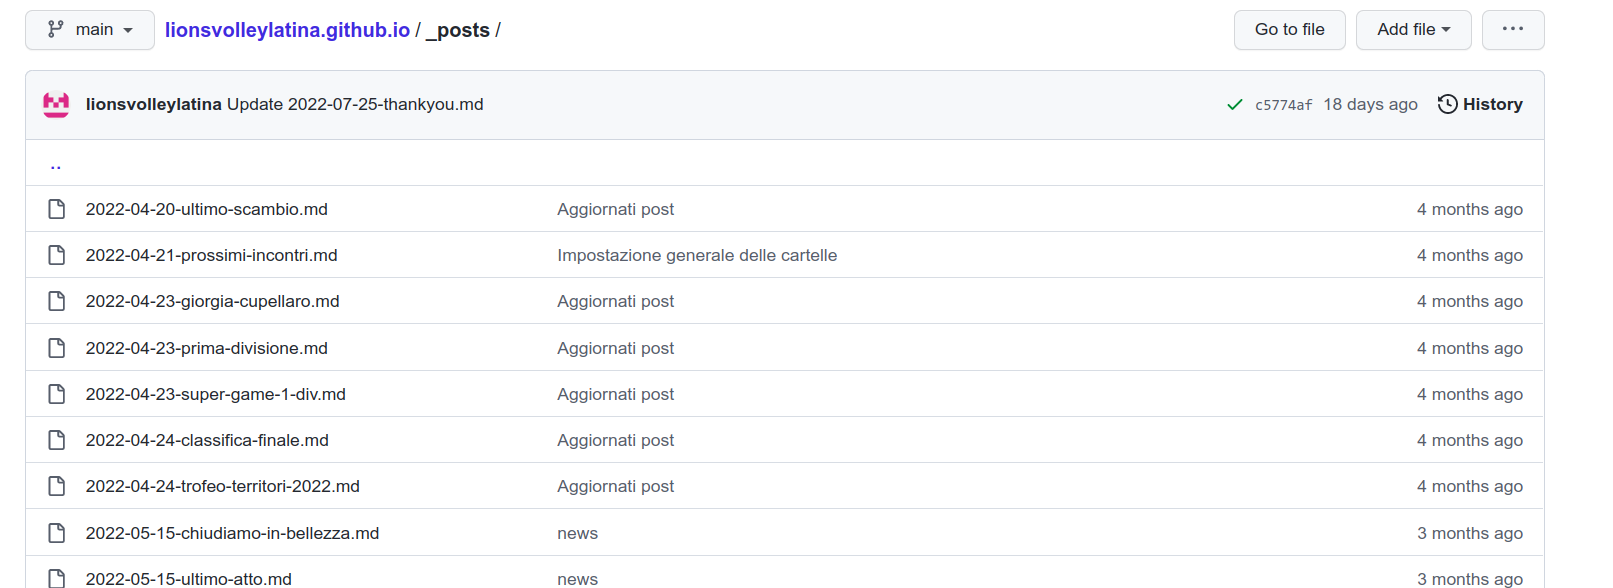 main lionsvolleylatina.github.io / _posts / Go to file Add file ...
lionsvolleylatina Update 2022-07-25-thankyou.md c5774af 18 days ago History
..
2022-04-20-ultimo-scambio.md Aggiornati post 4 months ago
2022-04-21-prossimi-incontri.md Impostazione generale delle cartelle 4 months ago
2022-04-23-giorgia-cupellaro.md Aggiornati post 4 months ago
2022-04-23-prima-divisione.md Aggiornati post 4 months ago
2022-04-23-super-game-1-div.md Aggiornati post 4 months ago
2022-04-24-classifica-finale.md Aggiornati post 4 months ago
2022-04-24-trofeo-territori-2022.md Aggiornati post 4 months ago
2022-05-15-chiudiamo-in-bellezza.md news 3 months ago
2022-05-15-ultimo-atto.md news 3 months ago